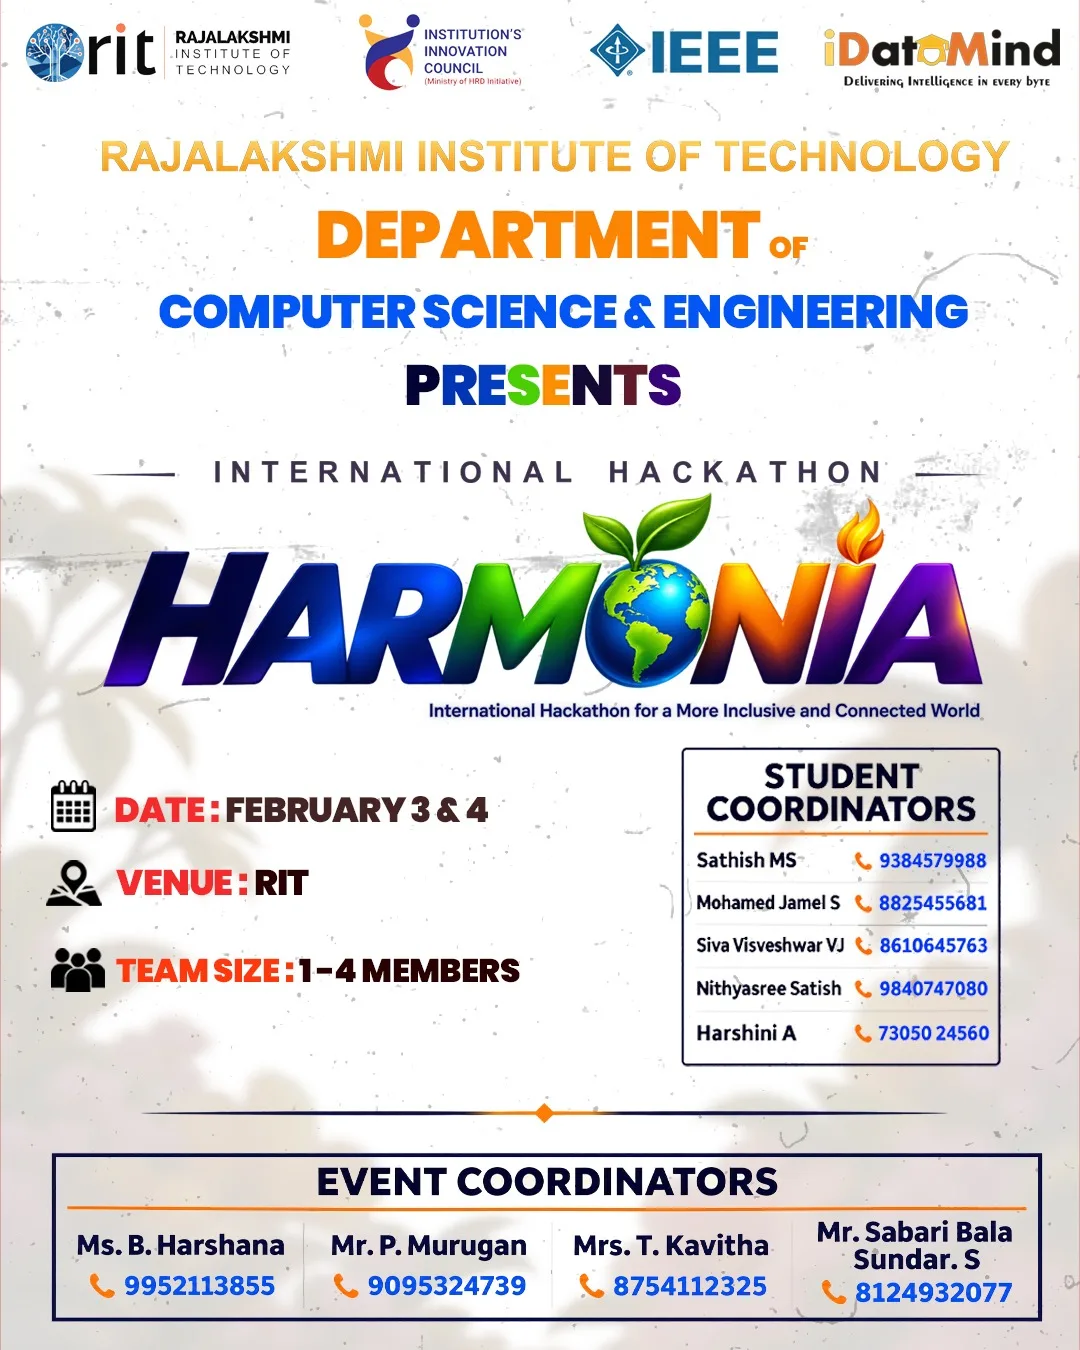 rit
RAJALAKSHMI
INSTITUTE OF
TECHNOLOGY
INSTITUTION'S
INNOVATION
COUNCIL
(Ministry of HRD Initiative)
IEEE
iDataMind
Delivering Intelligence in every byte
RAJALAKSHMI INSTITUTE OF TECHNOLOGY
DEPARTMENT OF
COMPUTER SCIENCE & ENGINEERING
PRESENTS
INTERNATIONAL HACKATHON
HARMONIA
International Hackathon for a More Inclusive and Connected World
DATE : FEBRUARY 3 & 4
VENUE : RIT
TEAM SIZE : 1-4 MEMBERS
STUDENT
COORDINATORS
Sathish MS 9384579988
Mohamed Jamel S 8825455681
Siva Visveshwar VJ 8610645763
Nithyasree Satish 9840747080
Harshini A 73050 24560
EVENT COORDINATORS
Ms. B. Harshana
9952113855
Mr. P. Murugan
9095324739
Mrs. T. Kavitha
8754112325
Mr. Sabari Bala
Sundar. S
8124932077